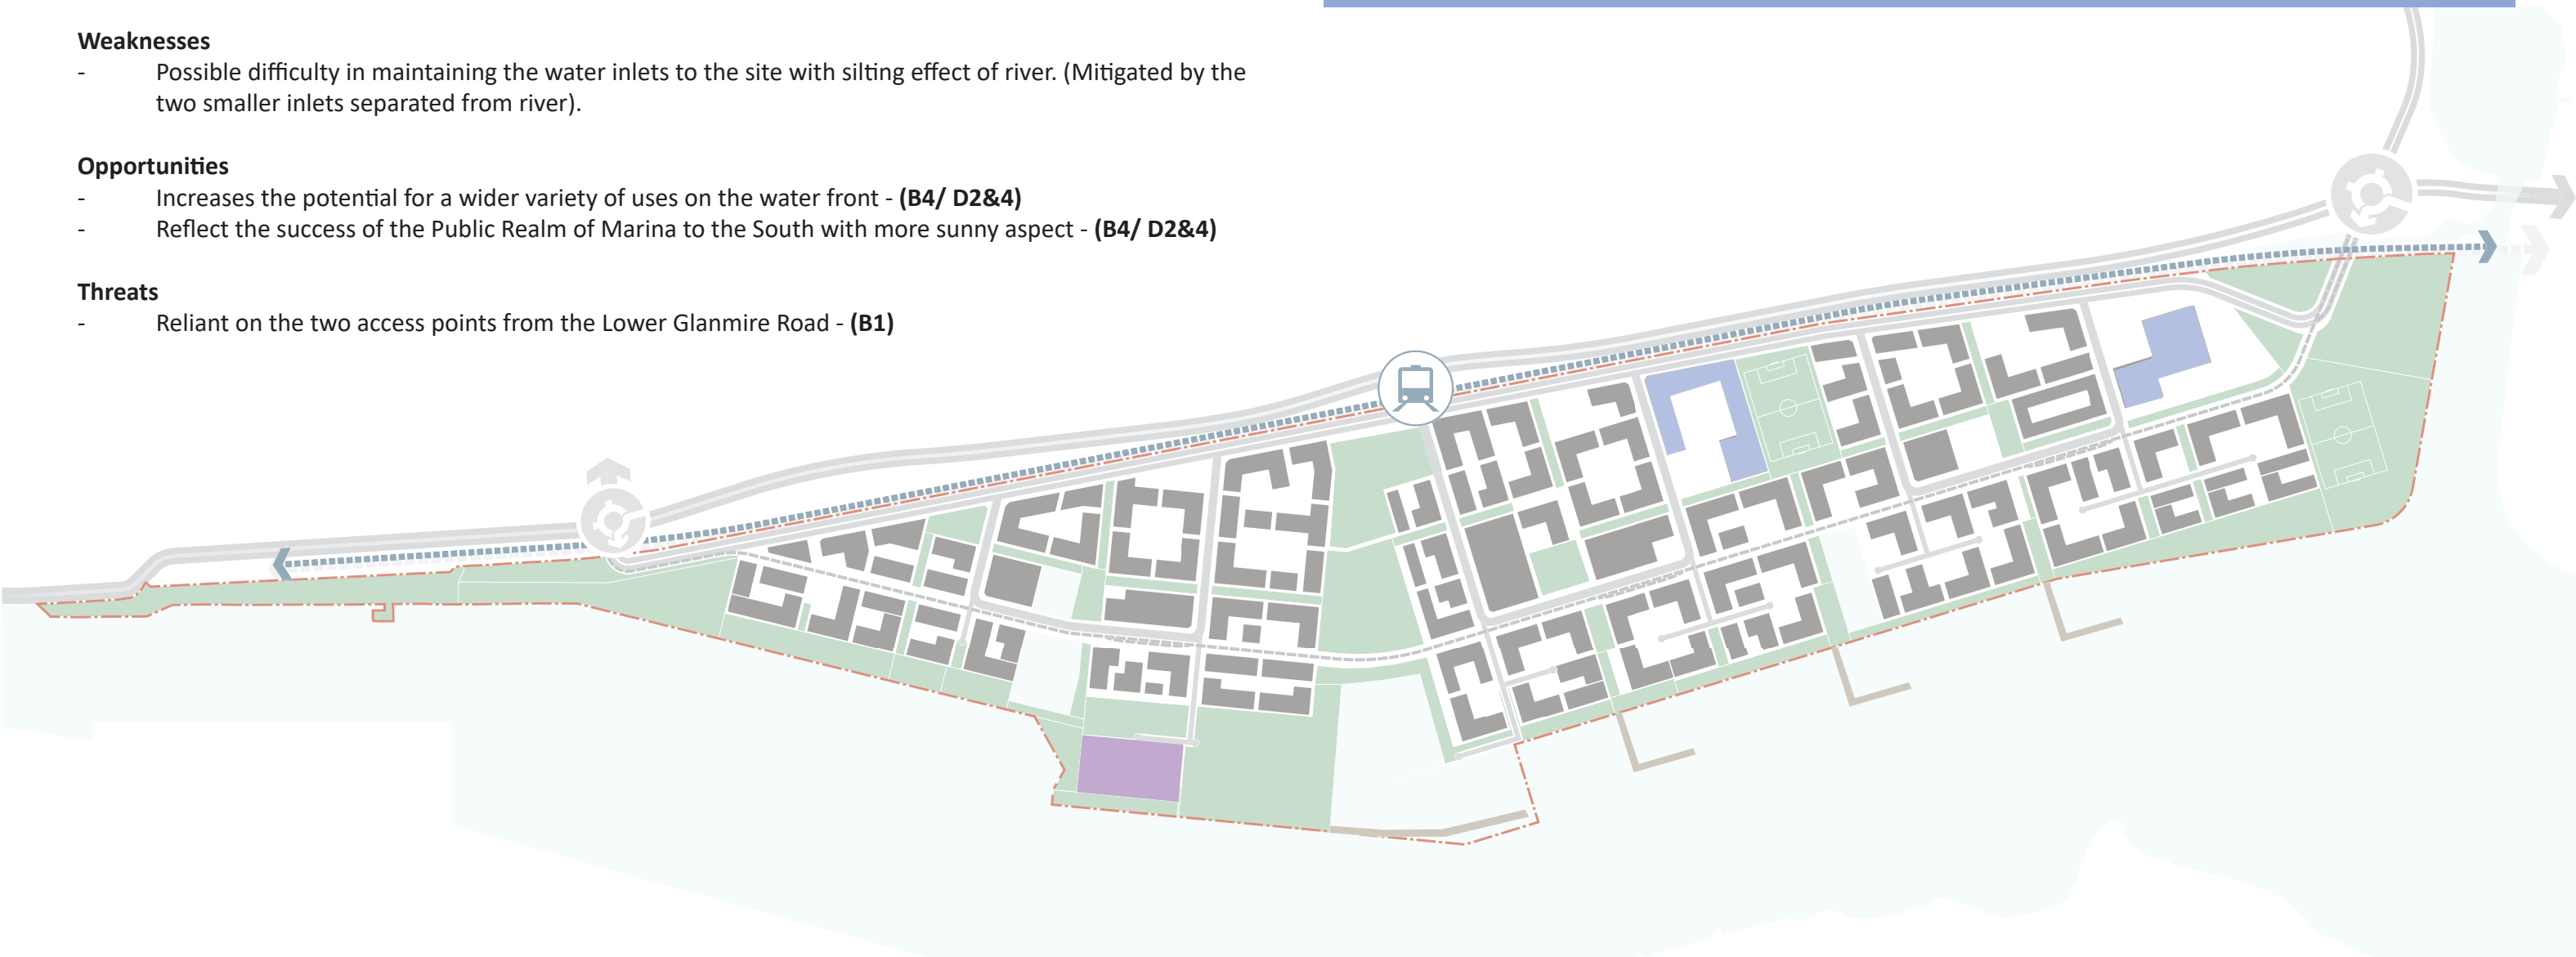 Weaknesses
- Possible difficulty in maintaining the water inlets to the site with silting effect of river. (Mitigated by the
two smaller inlets separated from river).
Opportunities
- Increases the potential for a wider variety of uses on the water front - (B4/ D2&4)
- Reflect the success of the Public Realm of Marina to the South with more sunny aspect - (B4/ D2&4)
Threats
- Reliant on the two access points from the Lower Glanmire Road - (B1)